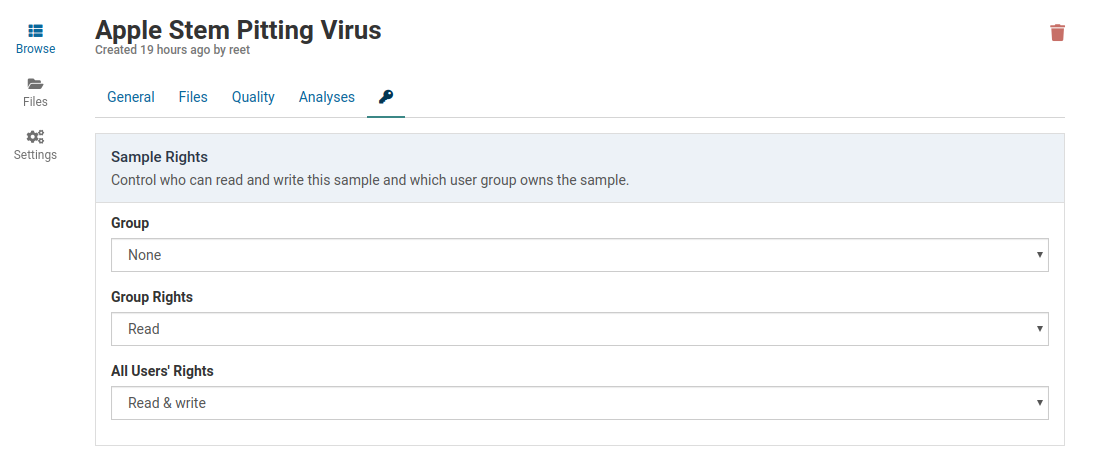 Browse
Files
Settings
Apple Stem Pitting Virus
Created 19 hours ago by reet
General Files Quality Analyses
Sample Rights
Control who can read and write this sample and which user group owns the sample.
Group
None
Group Rights
Read
All Users' Rights
Read & write